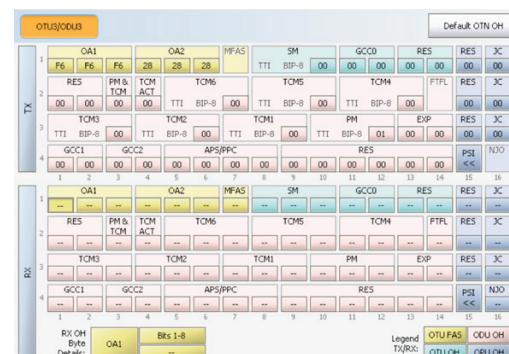 OTU3/ODU3 Default OTN OH
TX
OA1 OA2 MFAS SM GCC0 RES RES JC
1 F6 F6 F6 28 28 28 TTI BIP-8 00 00 00 00 00 00 00
RES PM & TCM TCM ACT TCM6 TCM5 TCM4 FTFL RES JC
2 00 00 00 00 TTI BIP-8 00 TTI BIP-8 00 TTI BIP-8 00 00 00
TCM3 TCM2 TCM1 PM EXP RES JC
3 TTI BIP-8 00 TTI BIP-8 00 TTI BIP-8 00 TTI BIP-8 01 00 00 00 00
GCC1 GCC2 APS/PPC RES PSI NJO
4 00 00 00 00 00 00 00 00 00 00 00 00 00 00 <<
1 2 3 4 5 6 7 8 9 10 11 12 13 14 15 16
RX
OA1 OA2 MFAS SM GCC0 RES RES JC
1 -- -- -- -- -- -- -- -- -- -- -- -- -- -- -- --
RES PM & TCM TCM ACT TCM6 TCM5 TCM4 FTFL RES JC
2 -- -- -- -- -- -- -- -- -- -- -- -- -- -- -- --
TCM3 TCM2 TCM1 PM EXP RES JC
3 -- -- -- -- -- -- -- -- -- -- -- -- -- -- -- --
GCC1 GCC2 APS/PPC RES PSI NJO
4 -- -- -- -- -- -- -- -- -- -- -- -- -- -- << --
1 2 3 4 5 6 7 8 9 10 11 12 13 14 15 16
RX OH Byte Details: OA1 Bits 1-8 --
Legend TX/RX: OTU FAS ODU OH
OTU OH OPU OH